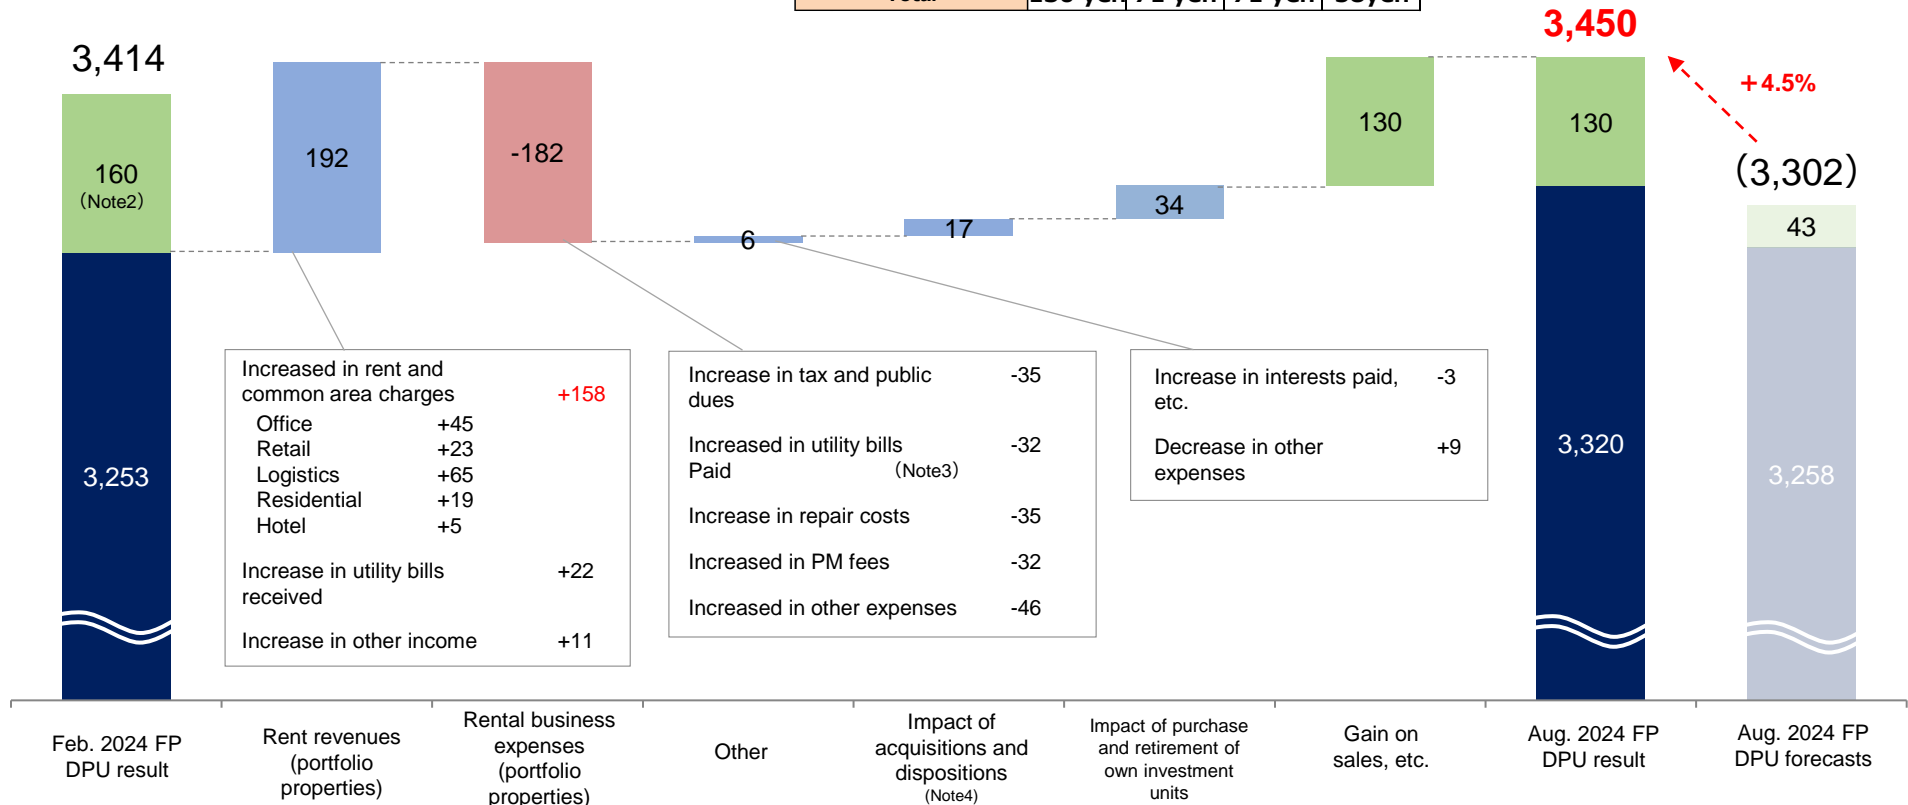 Total
3,414
3,450
+4.5%
(3,302)
160
(Note2)
192
-182
6
17
34
130
130
43
3,253
3,320
3,258
Increased in rent and
common area charges +158
Office +45
Retail +23
Logistics +65
Residential +19
Hotel +5
Increase in utility bills +22
received
Increase in other income +11
Increase in tax and public -35
dues
Increased in utility bills -32
Paid (Note3)
Increase in repair costs -35
Increased in PM fees -32
Increased in other expenses -46
Increase in interests paid, -3
etc.
Decrease in other +9
expenses
Feb. 2024 FP
DPU result
Rent revenues
(portfolio
properties)
Rental business
expenses
(portfolio
properties)
Other
Impact of
acquisitions and
dispositions
(Note4)
Impact of purchase
and retirement of
own investment
units
Gain on
sales, etc.
Aug. 2024 FP
DPU result
Aug. 2024 FP
DPU forecasts